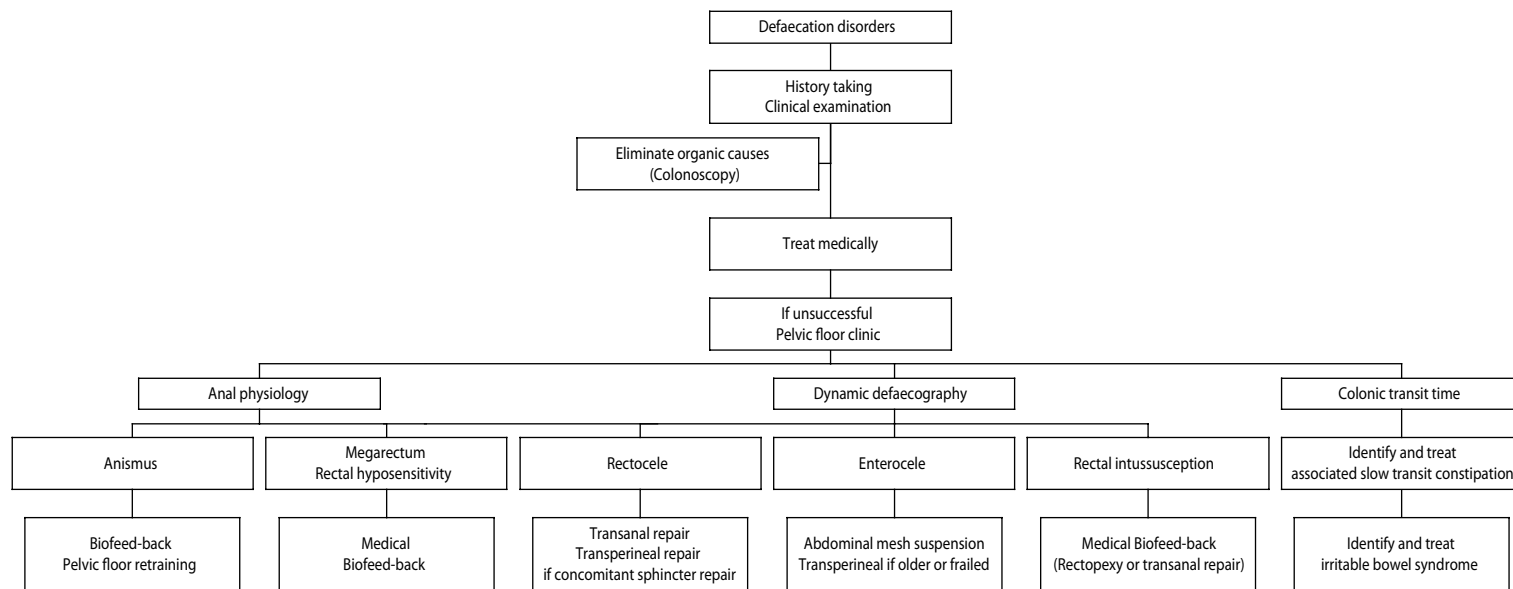 Defaecation disorders
History taking
Clinical examination
Eliminate organic causes
(Colonoscopy)
Treat medically
If unsuccessful
Pelvic floor clinic
Anal physiology
Dynamic defaecography
Colonic transit time
Anismus
Megarectum
Rectal hyposensitivity
Rectocele
Enterocele
Rectal intussusception
Identify and treat
associated slow transit constipation
Biofeed-back
Pelvic floor retraining
Medical
Biofeed-back
Transanal repair
Transperineal repair
if concomitant sphincter repair
Abdominal mesh suspension
Transperineal if older or frailed
Medical Biofeed-back
(Rectopexy or transanal repair)
Identify and treat
irritable bowel syndrome